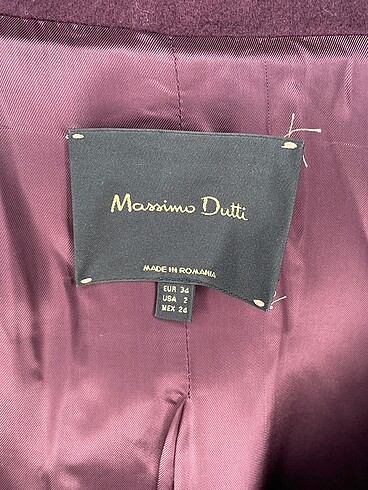 Massimo Dutti
MADE IN ROMANIA
EUR 34
USA 2
MEX 24